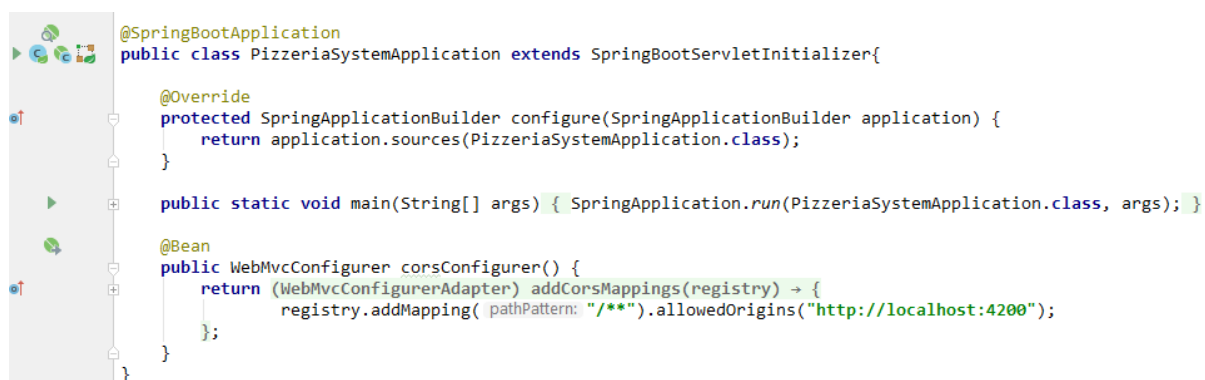 @SpringBootApplication
public class PizzeriaSystemApplication extends SpringBootServletInitializer{
@Override
protected SpringApplicationBuilder configure(SpringApplicationBuilder application) {
return application.sources(PizzeriaSystemApplication.class);
}
public static void main(String[] args) { SpringApplication.run(PizzeriaSystemApplication.class, args); }
@Bean
public WebMvcConfigurer corsConfigurer() {
return (WebMvcConfigurerAdapter) addCorsMappings(registry) → {
registry.addMapping( pathPattern: "/**").allowedOrigins("http://localhost:4200");
};
}
}